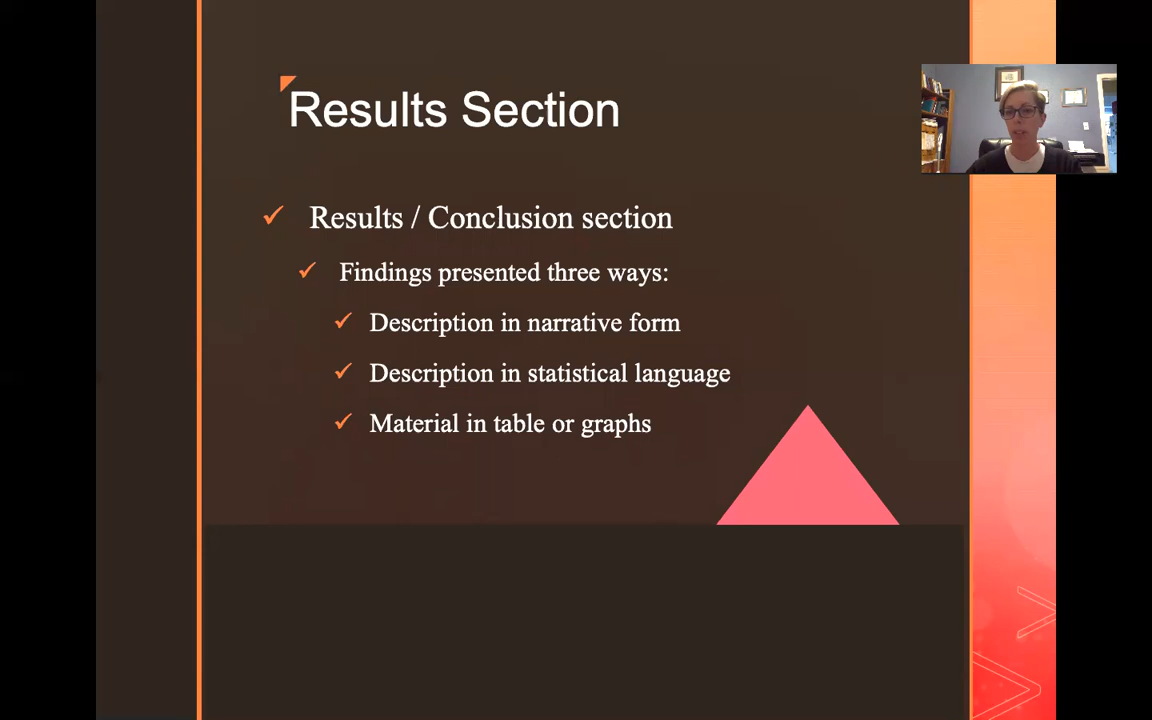 Results Section
Results / Conclusion section
Findings presented three ways:
Description in narrative form
Description in statistical language
Material in table or graphs